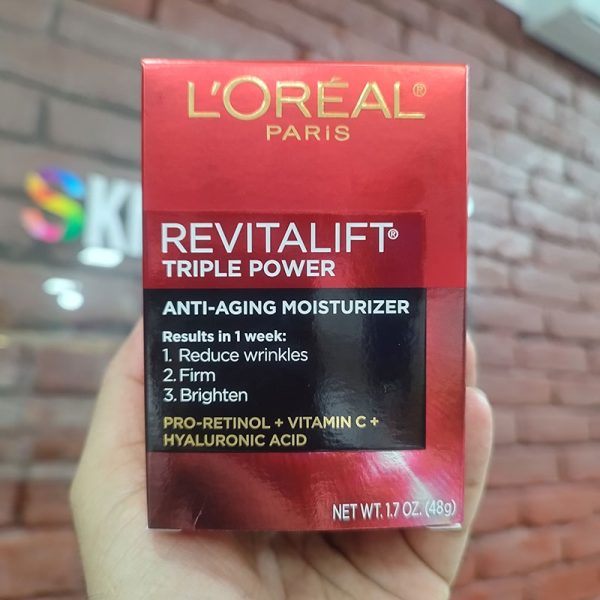 L'ORÉAL®
PARIS
REVITALIFT®
TRIPLE POWER
ANTI-AGING MOISTURIZER
Results in 1 week:
1. Reduce wrinkles
2. Firm
3. Brighten
PRO-RETINOL + VITAMIN C +
HYALURONIC ACID
NET WT. 1.7 OZ. (48g)